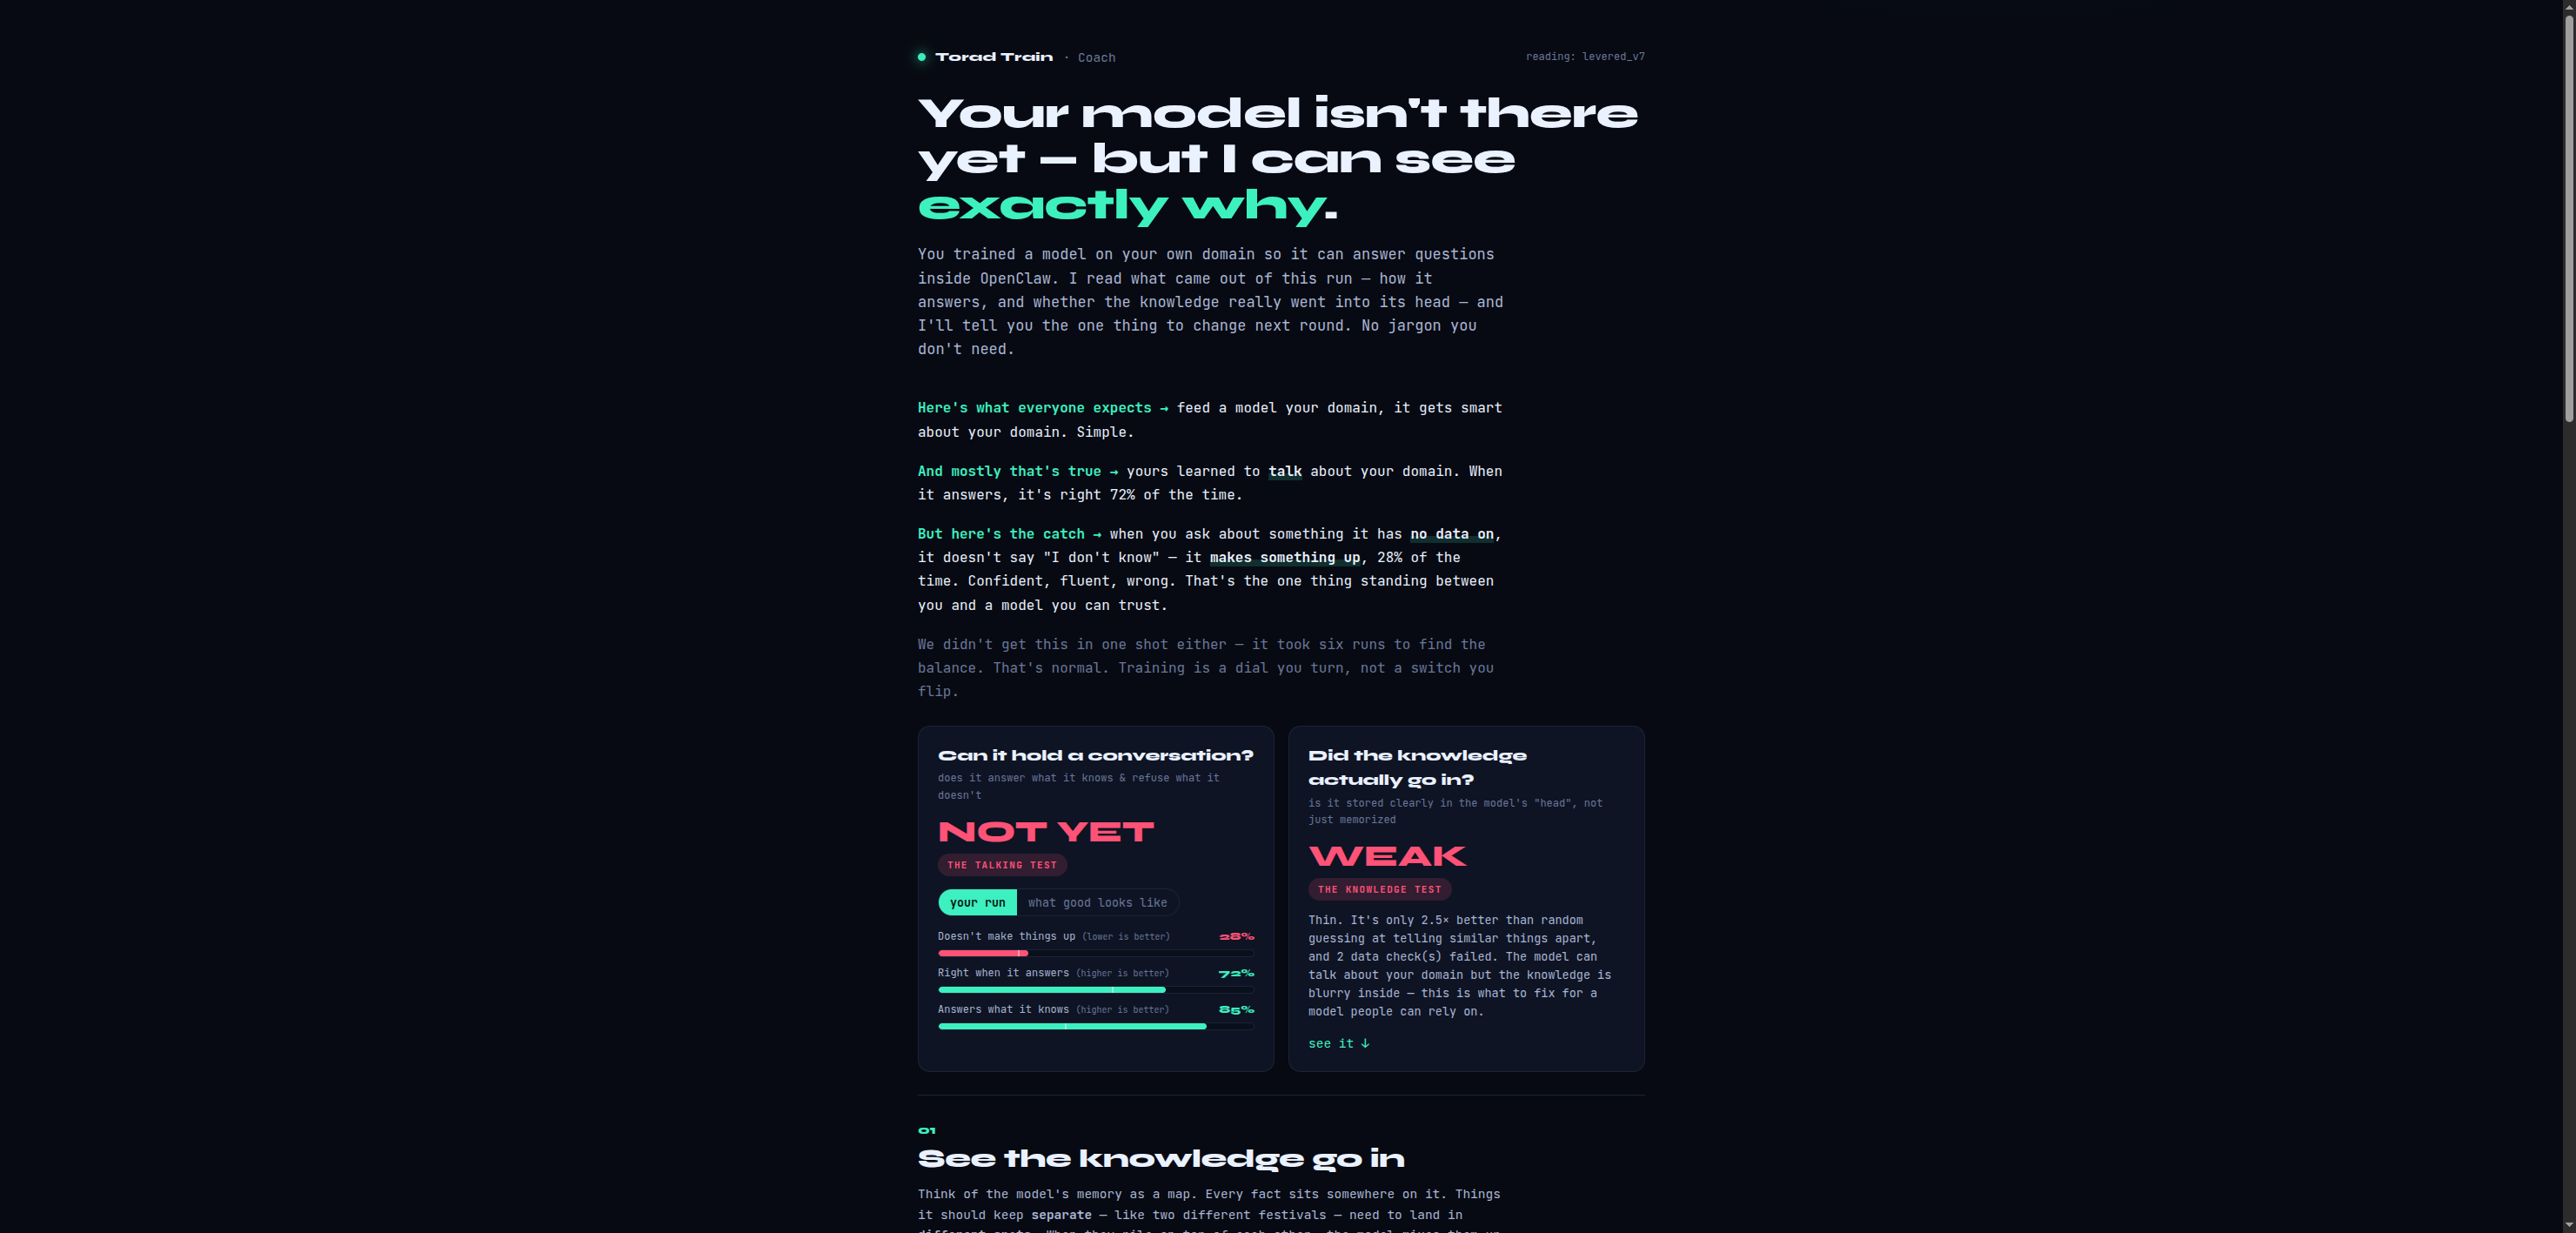 Torad Train · Coach
reading: levered_v7
Your model isn't there
yet — but I can see
exactly why.
You trained a model on your own domain so it can answer questions
inside OpenClaw. I read what came out of this run — how it
answers, and whether the knowledge really went into its head — and
I'll tell you the one thing to change next round. No jargon you
don't need.
Here's what everyone expects → feed a model your domain, it gets smart
about your domain. Simple.
And mostly that's true → yours learned to talk about your domain. When
it answers, it's right 72% of the time.
But here's the catch → when you ask about something it has no data on,
it doesn't say "I don't know" — it makes something up, 28% of the
time. Confident, fluent, wrong. That's the one thing standing between
you and a model you can trust.
We didn't get this in one shot either — it took six runs to find the
balance. That's normal. Training is a dial you turn, not a switch you
flip.
Can it hold a conversation?
does it answer what it knows & refuse what it
doesn't
NOT YET
THE TALKING TEST
your run what good looks like
Doesn't make things up (lower is better) 28%
Right when it answers (higher is better) 72%
Answers what it knows (higher is better) 85%
Did the knowledge
actually go in?
is it stored clearly in the model's "head", not
just memorized
WEAK
THE KNOWLEDGE TEST
Thin. It's only 2.5× better than random
guessing at telling similar things apart,
and 2 data check(s) failed. The model can
talk about your domain but the knowledge is
blurry inside — this is what to fix for a
model people can rely on.
see it ↓
01
See the knowledge go in
Think of the model's memory as a map. Every fact sits somewhere on it. Things
it should keep separate — like two different festivals — need to land in